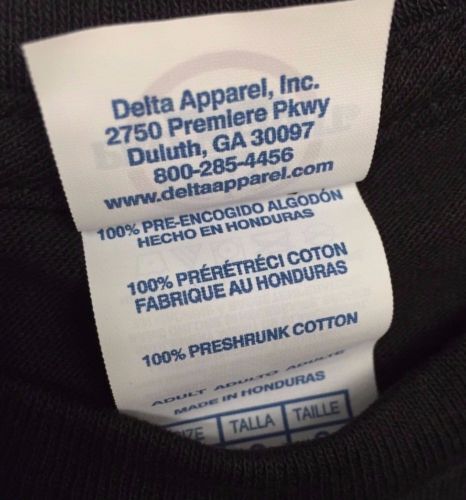 Delta Apparel, Inc.
2750 Premiere Pkwy
Duluth, GA 30097
800-285-4456
www.deltaapparel.com
100% PRE-ENCOGIDO ALGODÓN
HECHO EN HONDURAS
100% PRÉRÉTRÉCI COTON
FABRIQUE AU HONDURAS
100% PRESHRUNK COTTON
ADULT ADULTO ADULTE
MADE IN HONDURAS
SIZE TALLA TAILLE